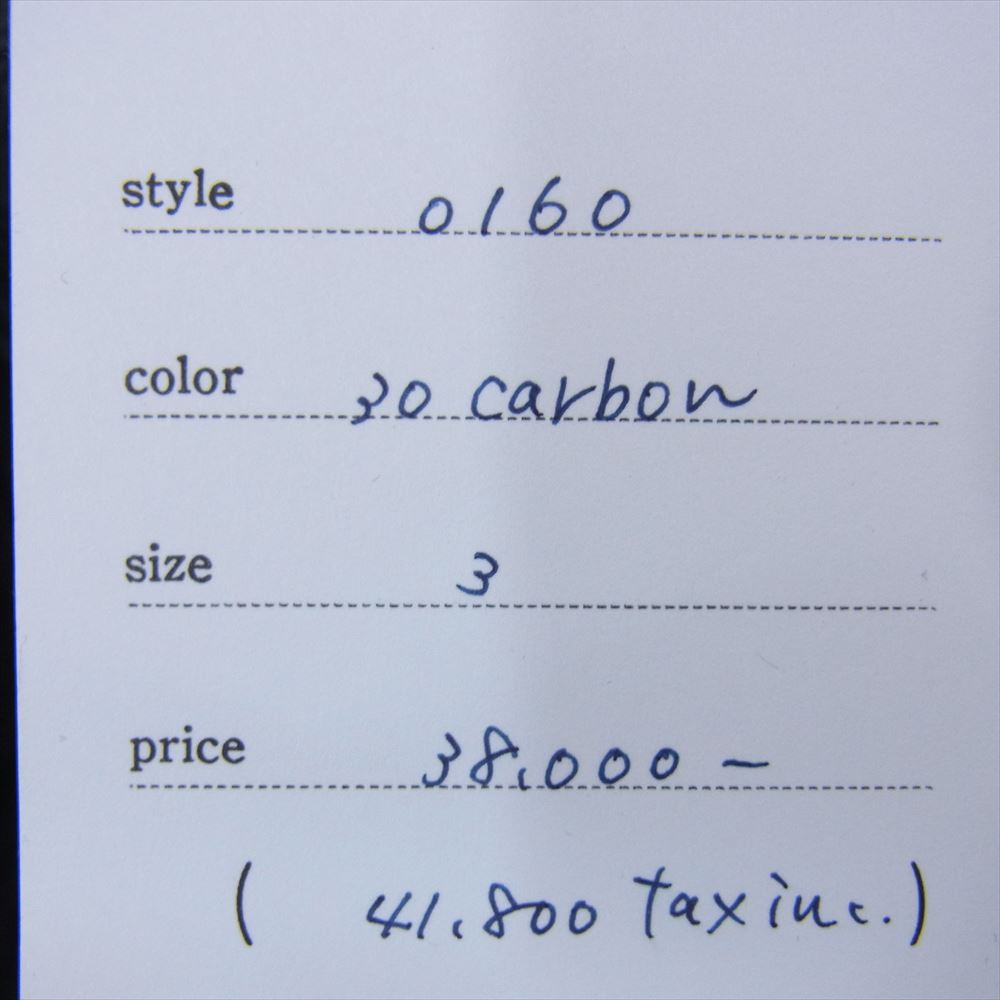 style 0160
color 30 carbon
size 3
price 38,000 -
( 41,800 tax inc. )